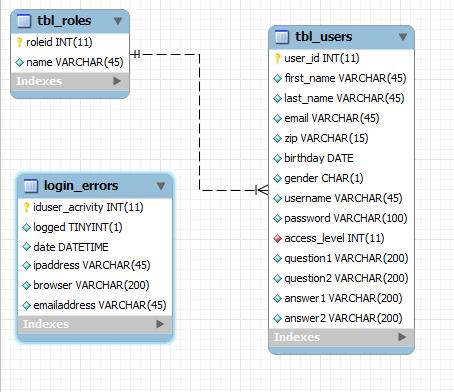 tbl_roles
roleid INT(11)
name VARCHAR(45)
Indexes
tbl_users
user_id INT(11)
first_name VARCHAR(45)
last_name VARCHAR(45)
email VARCHAR(45)
zip VARCHAR(15)
birthday DATE
gender CHAR(1)
username VARCHAR(45)
password VARCHAR(100)
access_level INT(11)
question1 VARCHAR(200)
question2 VARCHAR(200)
answer1 VARCHAR(200)
answer2 VARCHAR(200)
Indexes
login_errors
iduser_acrivity INT(11)
logged TINYINT(1)
date DATETIME
ipaddress VARCHAR(45)
browser VARCHAR(200)
emailaddress VARCHAR(45)
Indexes